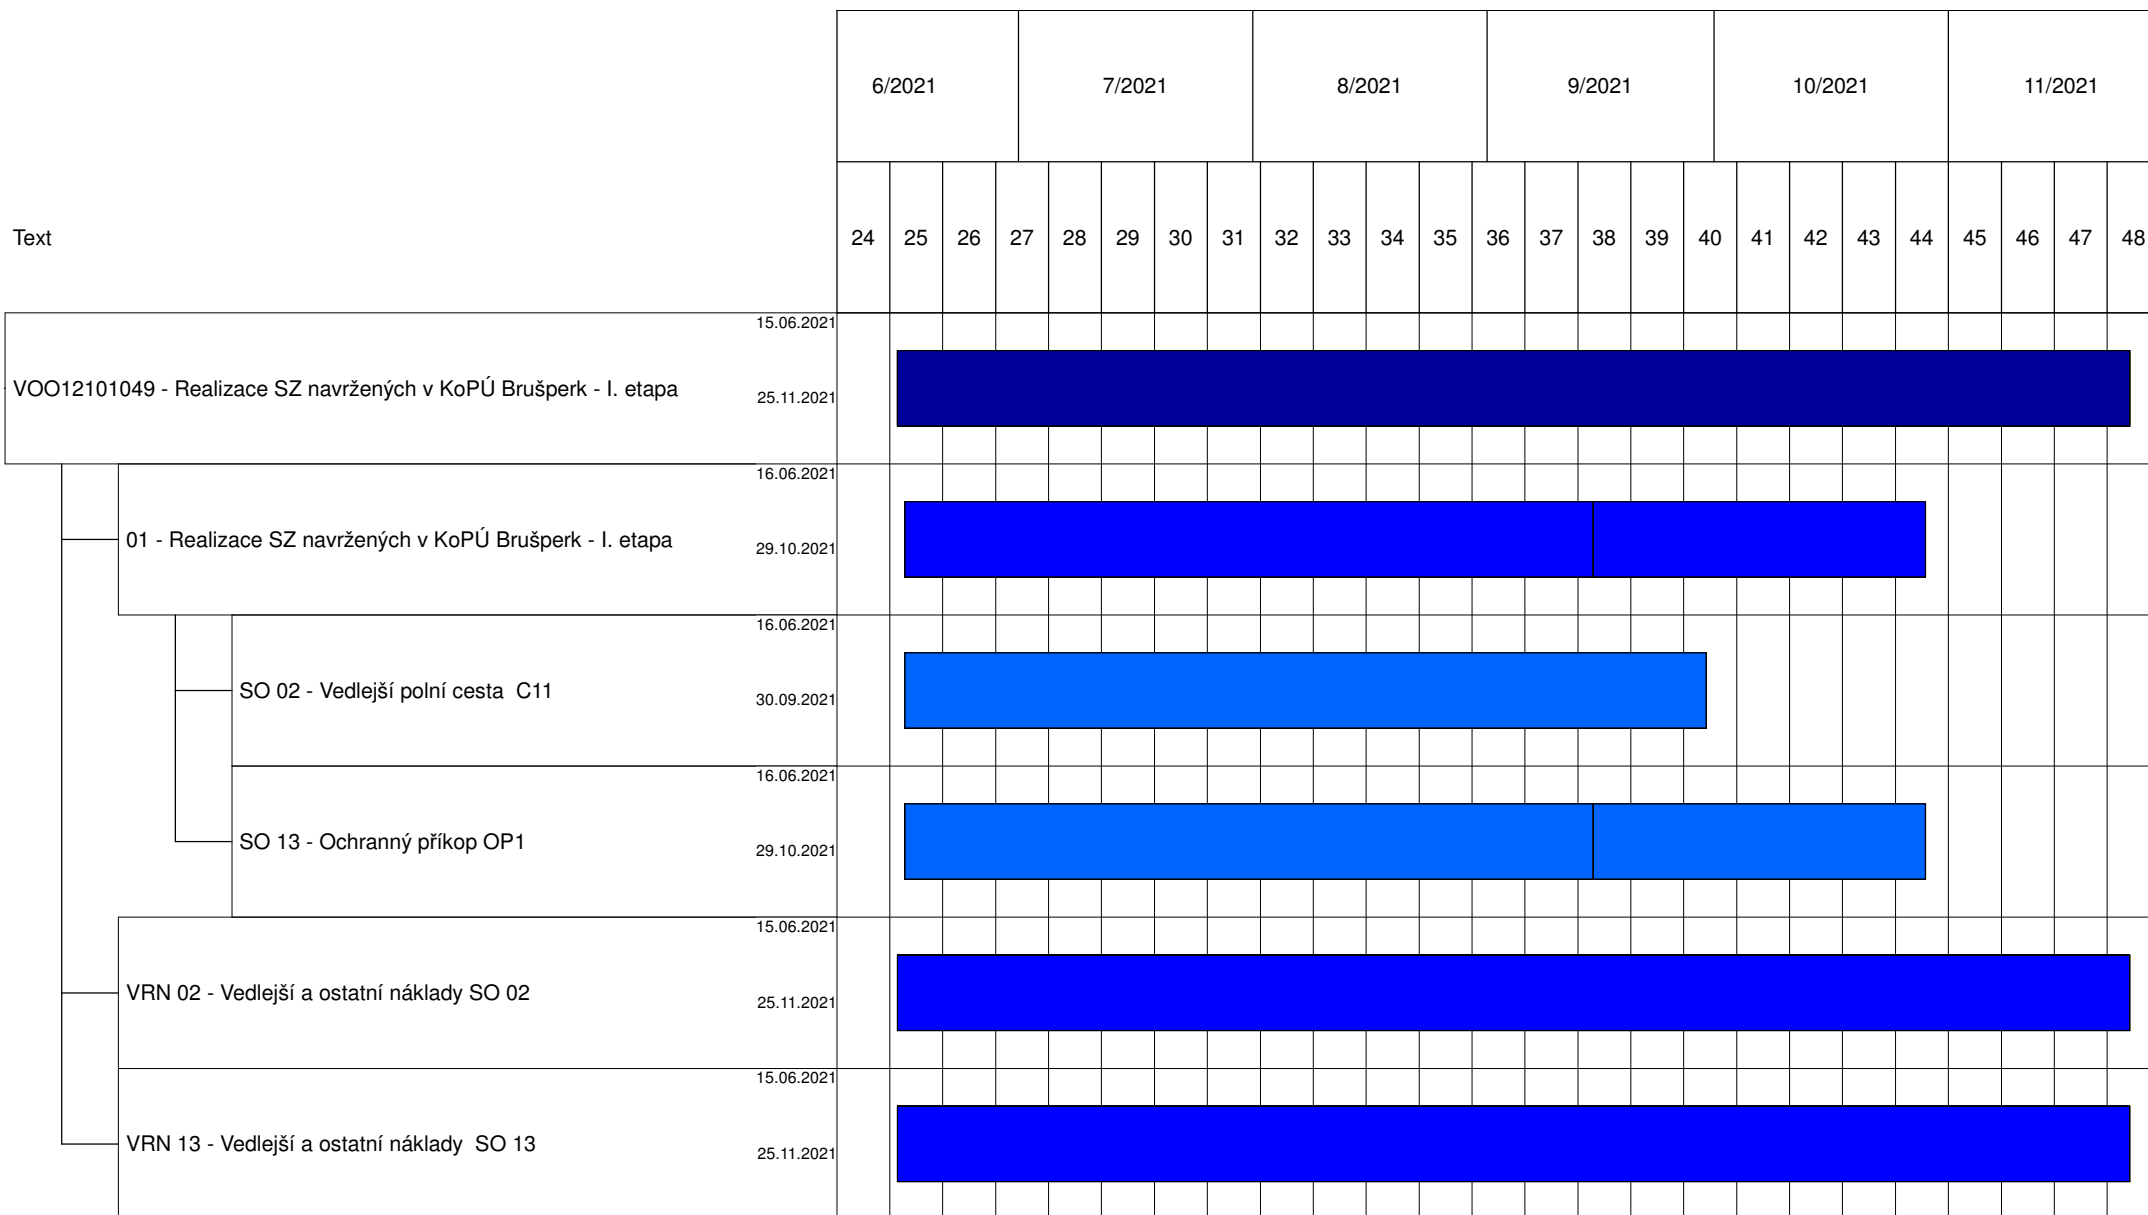 6/2021 7/2021 8/2021 9/2021 10/2021 11/2021
Text 24 25 26 27 28 29 30 31 32 33 34 35 36 37 38 39 40 41 42 43 44 45 46 47 48
15.06.2021
VOO12101049 - Realizace SZ navržených v KoPÚ Brušperk - I. etapa
25.11.2021
16.06.2021
01 - Realizace SZ navržených v KoPÚ Brušperk - I. etapa
29.10.2021
16.06.2021
SO 02 - Vedlejší polní cesta  C11
30.09.2021
16.06.2021
SO 13 - Ochranný příkop OP1
29.10.2021
15.06.2021
VRN 02 - Vedlejší a ostatní náklady SO 02
25.11.2021
15.06.2021
VRN 13 - Vedlejší a ostatní náklady  SO 13
25.11.2021